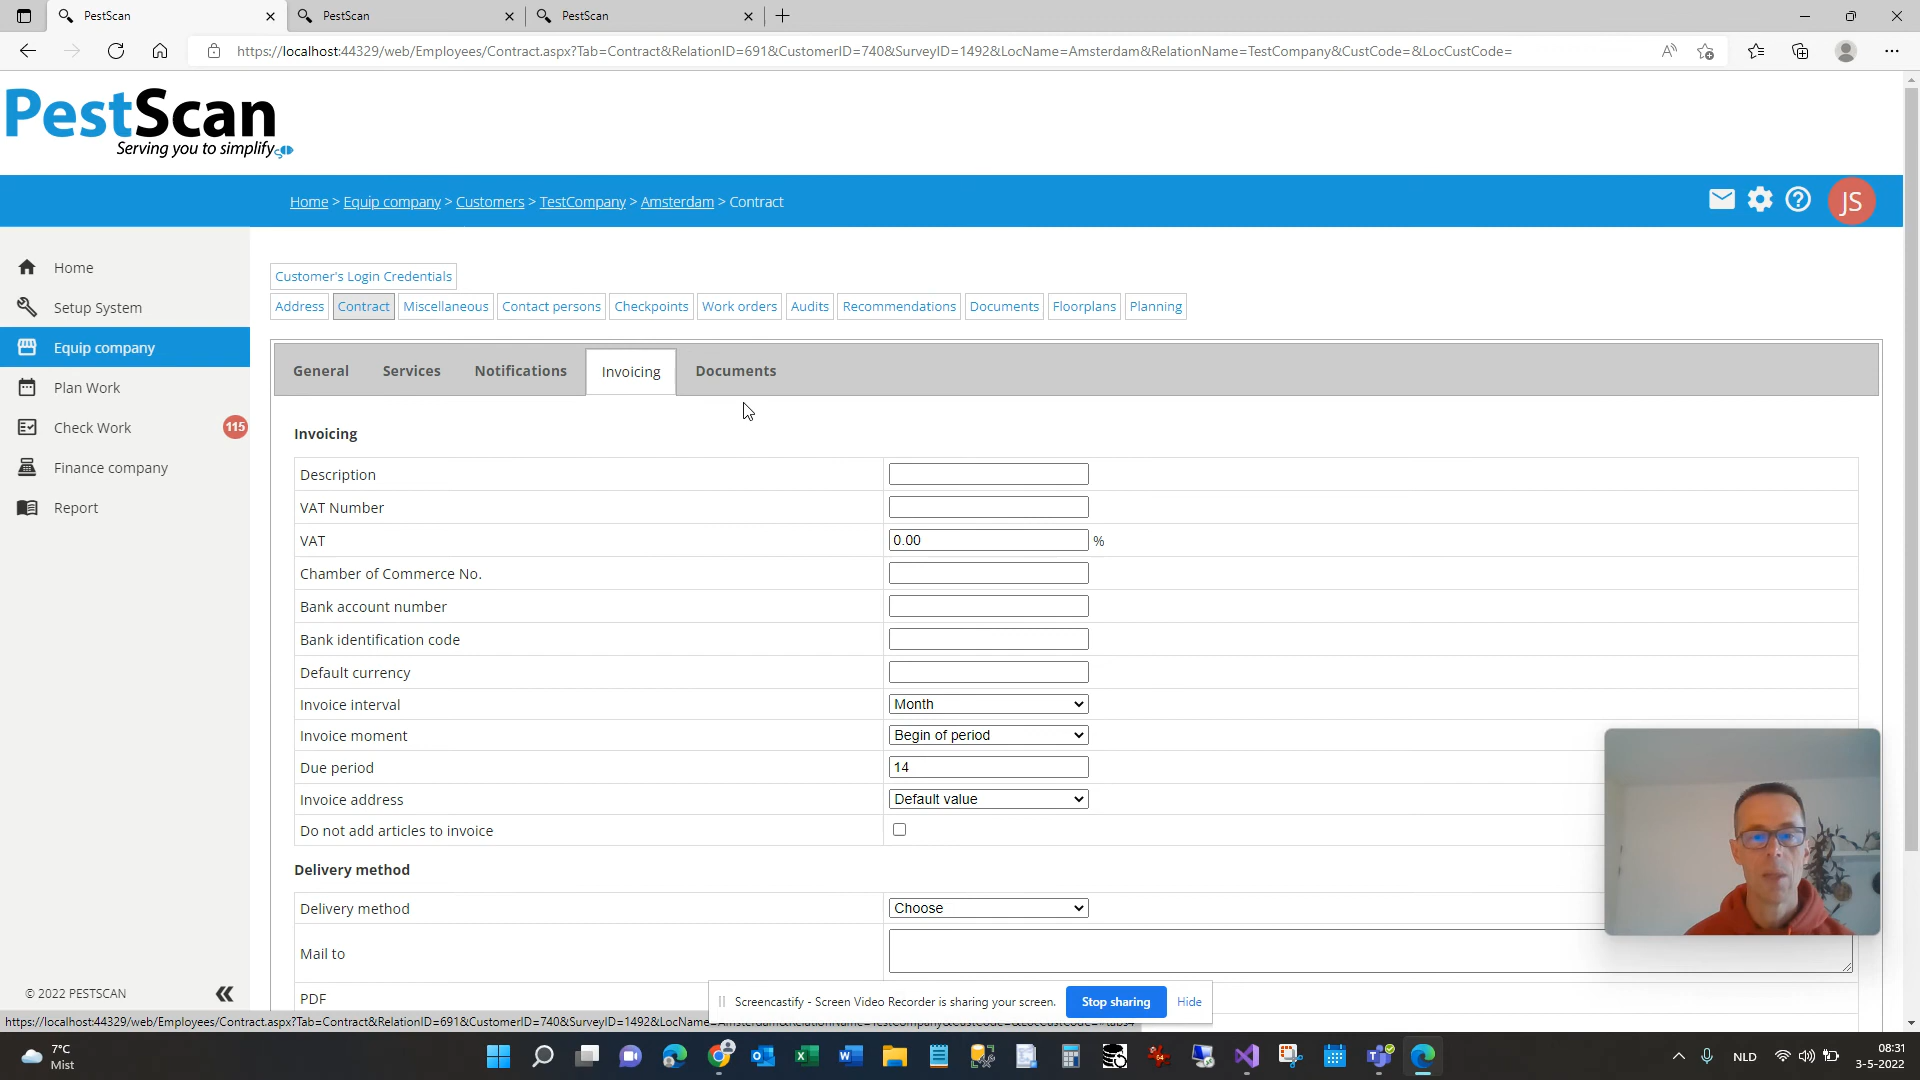 PestScan
PestScan
PestScan
https://localhost:44329/web/Employees/Contract.aspx?Tab=Contract&RelationID=691&CustomerID=740&SurveyID=1492&LocName=Amsterdam&RelationName=TestCompany&CustCode=&LocCustCode=
PestScan
Serving you to simplify
Home > Equip company > Customers > TestCompany > Amsterdam > Contract
JS
Home
Setup System
Equip company
Plan Work
Check Work 115
Finance company
Report
Customer's Login Credentials
Address Contract Miscellaneous Contact persons Checkpoints Work orders Audits Recommendations Documents Floorplans Planning
General Services Notifications Invoicing Documents
Invoicing
Description
VAT Number
VAT 0.00 %
Chamber of Commerce No.
Bank account number
Bank identification code
Default currency
Invoice interval Month
Invoice moment Begin of period
Due period 14
Invoice address Default value
Do not add articles to invoice
Delivery method
Delivery method Choose
Mail to
PDF
© 2022 PESTSCAN
Screencastify - Screen Video Recorder is sharing your screen. Stop sharing Hide
7°C
Mist
NLD
08:31
3-5-2022